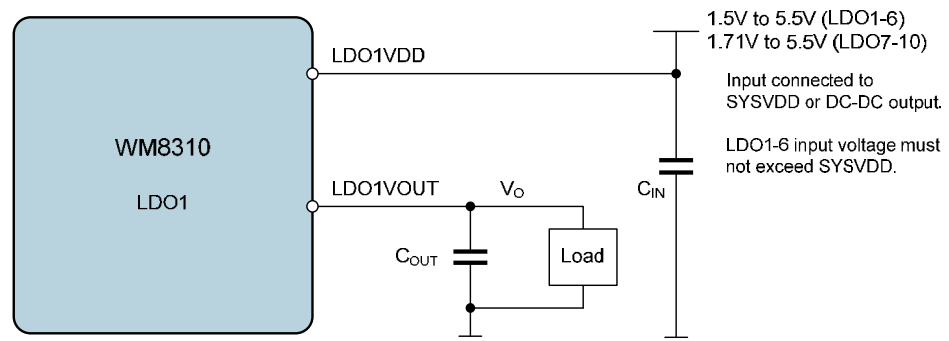 1.5V to 5.5V (LDO1-6)
1.71V to 5.5V (LDO7-10)
LDO1VDD
Input connected to
SYSVDD or DC-DC output.
WM8310
LDO1-6 input voltage must
not exceed SYSVDD.
LDO1
LDO1VOUT
VO
CIN
COUT
Load